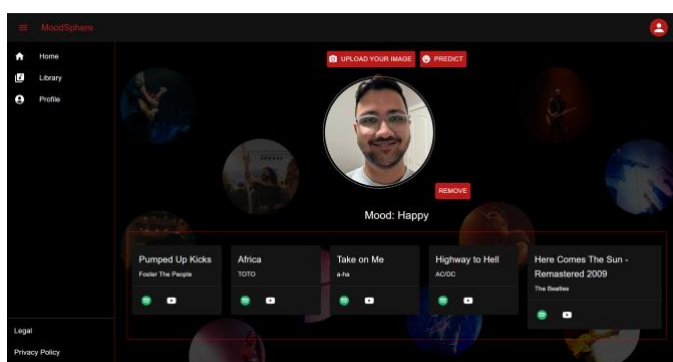 MoodSphere
Home
Library
Profile
UPLOAD YOUR IMAGE
PREDICT
REMOVE
Mood: Happy
Pumped Up Kicks
Foster The People
Africa
TOTO
Take on Me
a-ha
Highway to Hell
AC/DC
Here Comes The Sun -
Remastered 2009
The Beatles
Legal
Privacy Policy